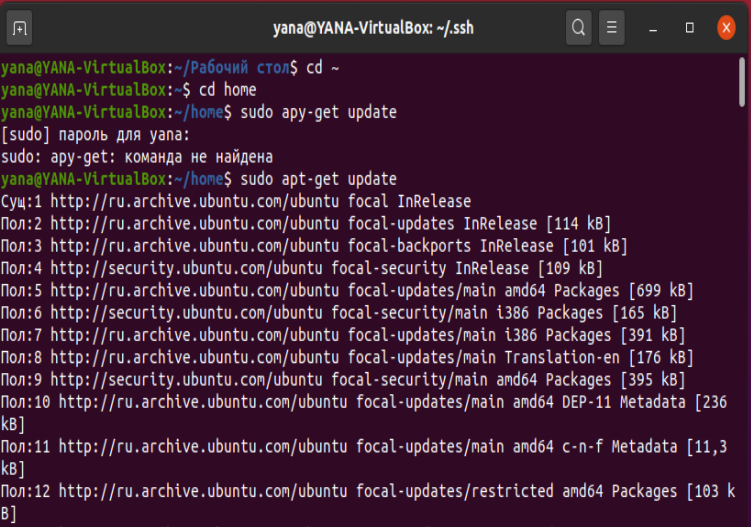 yana@YANA-VirtualBox: ~/.ssh
yana@YANA-VirtualBox:~/Рабочий стол$ cd ~
yana@YANA-VirtualBox:~$ cd home
yana@YANA-VirtualBox:~/home$ sudo apy-get update
[sudo] пароль для yana:
sudo: apy-get: команда не найдена
yana@YANA-VirtualBox:~/home$ sudo apt-get update
Сущ:1 http://ru.archive.ubuntu.com/ubuntu focal InRelease
Пол:2 http://ru.archive.ubuntu.com/ubuntu focal-updates InRelease [114 kB]
Пол:3 http://ru.archive.ubuntu.com/ubuntu focal-backports InRelease [101 kB]
Пол:4 http://security.ubuntu.com/ubuntu focal-security InRelease [109 kB]
Пол:5 http://ru.archive.ubuntu.com/ubuntu focal-updates/main amd64 Packages [699 kB]
Пол:6 http://security.ubuntu.com/ubuntu focal-security/main i386 Packages [165 kB]
Пол:7 http://ru.archive.ubuntu.com/ubuntu focal-updates/main i386 Packages [391 kB]
Пол:8 http://ru.archive.ubuntu.com/ubuntu focal-updates/main Translation-en [176 kB]
Пол:9 http://security.ubuntu.com/ubuntu focal-security/main amd64 Packages [395 kB]
Пол:10 http://ru.archive.ubuntu.com/ubuntu focal-updates/main amd64 DEP-11 Metadata [236
kB]
Пол:11 http://ru.archive.ubuntu.com/ubuntu focal-updates/main amd64 c-n-f Metadata [11,3
kB]
Пол:12 http://ru.archive.ubuntu.com/ubuntu focal-updates/restricted amd64 Packages [103 k
B]